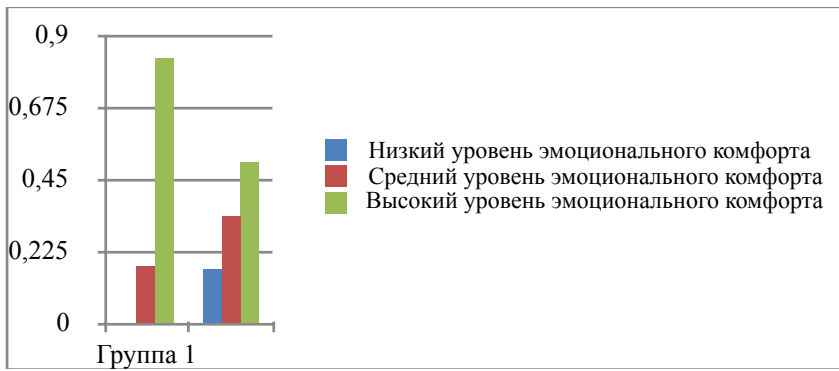 0,9
0,675
0,45
0,225
0
Группа 1
Низкий уровень эмоционального комфорта
Средний уровень эмоционального комфорта
Высокий уровень эмоционального комфорта